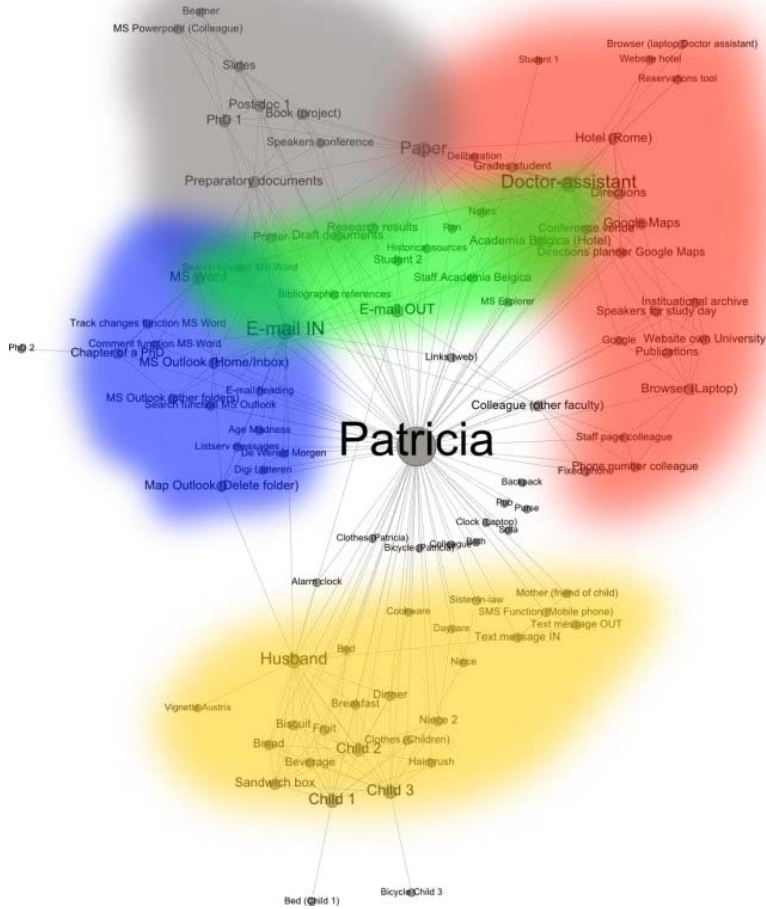 Beamer
MS Powerpoint (Colleague)
Browser (laptop Doctor assistant)
Student 1
Website hotel
Slides
Reservations tool
Post-doc 1
Book (project)
PhD 1
Hotel (Rome)
Speakers conference
Paper
Deliberation
Grades student
Preparatory documents
Doctor-assistant
Directions
Notes
Google Maps
Research results
Plan
Conference venue
Printer
Draft documents
Academia Belgica (Hotel)
Historical sources
Directions planner Google Maps
Student 2
Search function MS Word
MS Word
Staff Academia Belgica
Bibliographic references
MS Explorer
Instituational archive
E-mail OUT
Speakers for study day
Track changes function MS Word
E-mail IN
Google
Website own University
Comment function MS Word
PhD 2
Chapter of a PhD
Publications
Links (web)
MS Outlook (Home/Inbox)
Browser (Laptop)
E-mail reading
MS Outlook (other folders)
Search function MS Outlook
Colleague (other faculty)
Age Madness
Patricia
Staff page colleague
Listserv messages
De Wereld Morgen
Digi Letteren
Phone number colleague
Fixed phone
Map Outlook (Delete folder)
Backpack
Purse
Clock (Laptop)
Sofa
Clothes (Patricia)
Colleague
Bath
Bicycle (Patricia)
Alarm clock
Mother (friend of child)
Sister-in-law
Cookware
SMS Function (Mobile phone)
Text message OUT
Daycare
Text message IN
Bed
Husband
Niece
Dinner
Vignette Austria
Breakfast
Niece 2
Biscuit
Fruit
Clothes (Children)
Bread
Child 2
Beverage
Hairbrush
Sandwich box
Child 3
Child 1
Bicycle Child 3
Bed (Child 1)